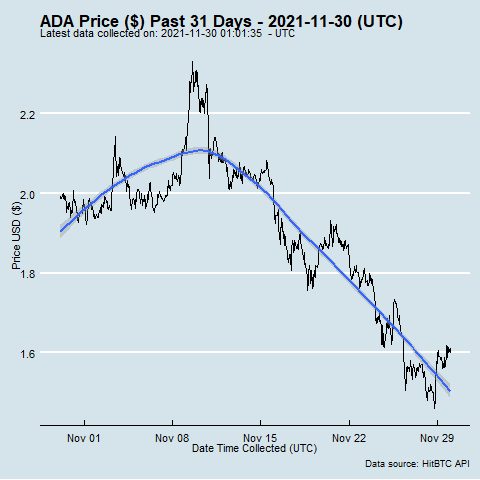 ADA Price ($) Past 31 Days - 2021-11-30 (UTC)
Latest data collected on: 2021-11-30 01:01:35 - UTC
2.2
2.0
1.8
1.6
Price USD ($)
Nov 01 Nov 08 Nov 15 Nov 22 Nov 29
Date Time Collected (UTC)
Data source: HitBTC API